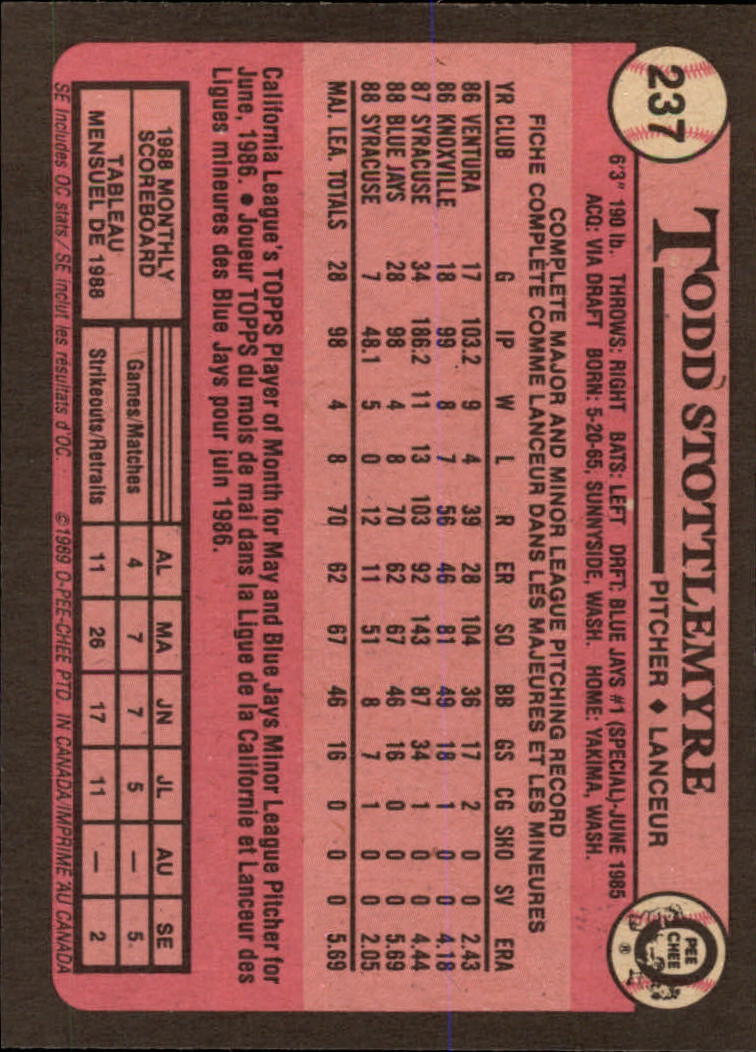 237
TODD STOTTLEMYRE
PITCHER ♦ LANCEUR
O PEE CHEE ®
6'3" 190 lb. THROWS: RIGHT BATS: LEFT DRFT: BLUE JAYS #1 (SPECIAL)-JUNE 1985
ACQ: VIA DRAFT BORN: 5-20-65, SUNNYSIDE, WASH. HOME: YAKIMA, WASH.
COMPLETE MAJOR AND MINOR LEAGUE PITCHING RECORD
FICHE COMPLÈTE COMME LANCEUR DANS LES MAJEURES ET LES MINEURES
YR CLUB G IP W L R ER SO BB GS CG SHO SV ERA
86 VENTURA 17 103.2 9 4 39 28 104 36 17 2 0 0 2.43
86 KNOXVILLE 18 99 8 7 56 46 81 49 18 1 0 0 4.18
87 SYRACUSE 34 186.2 11 13 103 92 143 87 34 1 0 0 4.44
88 BLUE JAYS 28 98 4 8 70 62 67 46 16 0 0 0 5.69
88 SYRACUSE 7 48.1 5 0 12 11 51 8 7 1 0 0 2.05
MAJ. LEA. TOTALS 28 98 4 8 70 62 67 46 16 0 0 0 5.69
California League's TOPPS Player of Month for May and Blue Jays Minor League Pitcher for
June, 1986. ● Joueur TOPPS du mois de mai dans la Ligue de la Californie et Lanceur des
Ligues mineures des Blue Jays pour juin 1986.
1988 MONTHLY
SCOREBOARD
TABLEAU
MENSUEL DE 1988
AL MA JN JL AU SE
Games/Matches 4 7 7 5 — 5
Strikeouts/Retraits 11 26 17 11 — 2
SE Includes OC stats/SE inclut les résultats d'OC. ©1989 O-PEE-CHEE PTD. IN CANADA/IMPRIMÉ AU CANADA